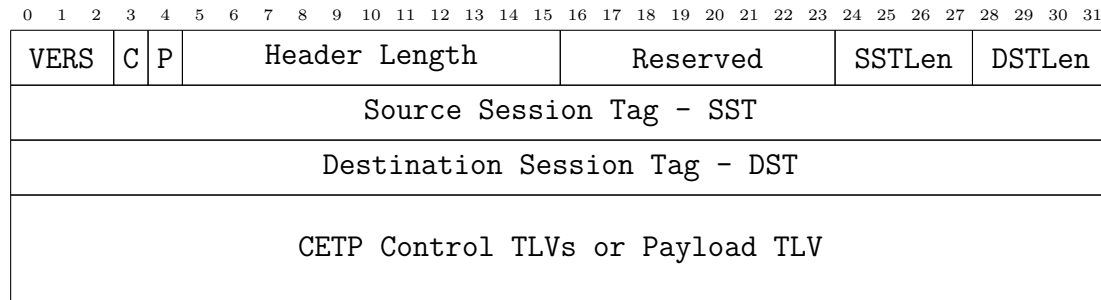 0 1 2 3 4 5 6 7 8 9 10 11 12 13 14 15 16 17 18 19 20 21 22 23 24 25 26 27 28 29 30 31
VERS C P Header Length Reserved SSTLen DSTLen
Source Session Tag - SST
Destination Session Tag - DST
CETP Control TLVs or Payload TLV